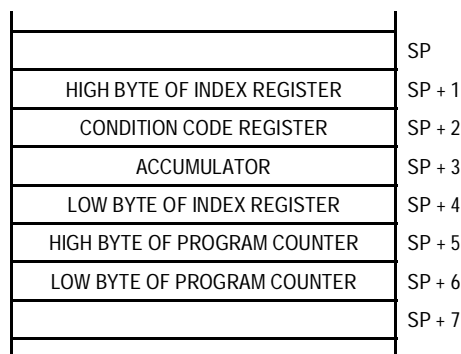 SP
HIGH BYTE OF INDEX REGISTER SP + 1
CONDITION CODE REGISTER SP + 2
ACCUMULATOR SP + 3
LOW BYTE OF INDEX REGISTER SP + 4
HIGH BYTE OF PROGRAM COUNTER SP + 5
LOW BYTE OF PROGRAM COUNTER SP + 6
SP + 7